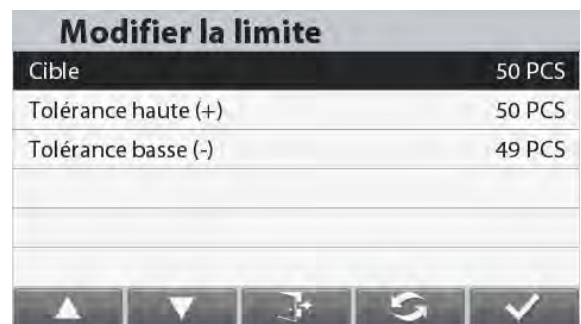 Modifier la limite
Cible 50 PCS
Tolérance haute (+) 50 PCS
Tolérance basse (-) 49 PCS